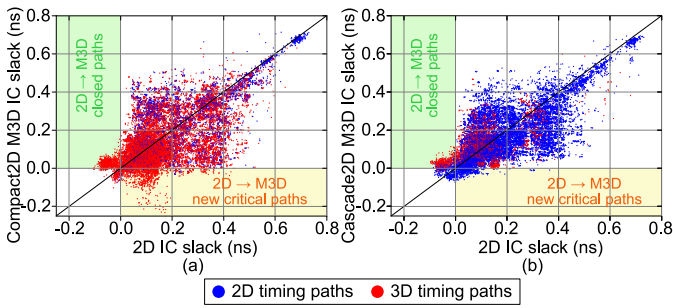 Compact2D M3D IC slack (ns)
0.8
0.6
0.4
0.2
0.0
-0.2
2D → M3D
closed paths
2D → M3D
new critical paths
-0.2 0.0 0.2 0.4 0.6 0.8
2D IC slack (ns)
(a)
Cascade2D M3D IC slack (ns)
0.8
0.6
0.4
0.2
0.0
-0.2
2D → M3D
closed paths
2D → M3D
new critical paths
-0.2 0.0 0.2 0.4 0.6 0.8
2D IC slack (ns)
(b)
2D timing paths 3D timing paths